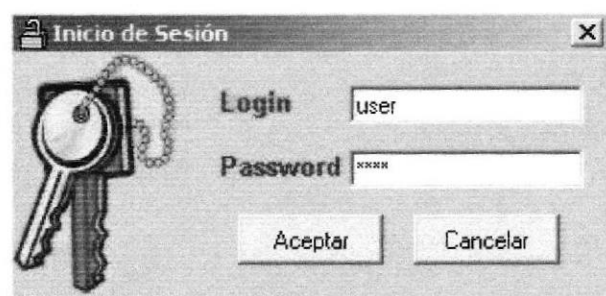 Inicio de Sesión
Login user
Password ****
Aceptar Cancelar